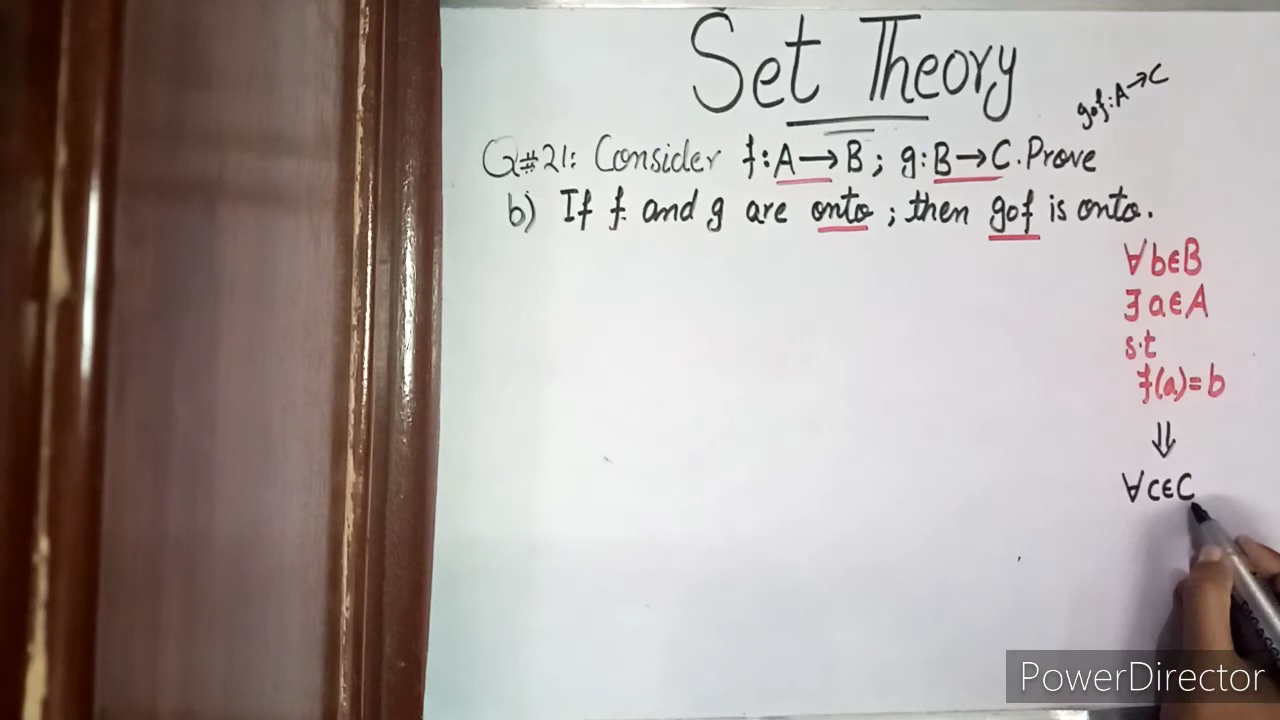 Set Theory
gof: A→C
Q#21: Consider f:A→B; g:B→C. Prove
b) If f and g are onto; then gof is onto.
∀b∈B
∃a∈A
s.t
f(a)=b
⇓
∀c∈C
PowerDirector